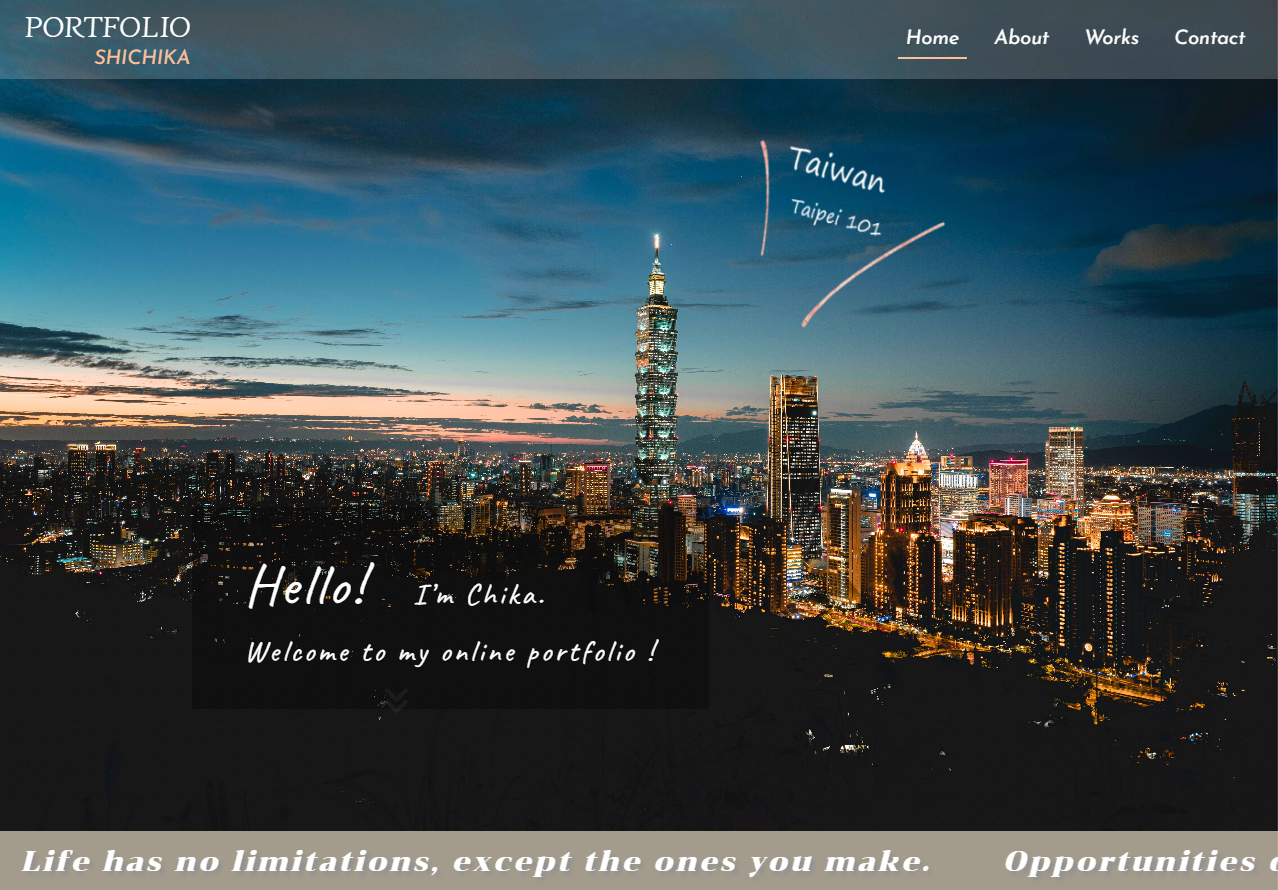 PORTFOLIO
SHICHIKA
Home About Works Contact
Taiwan
Taipei 101
Hello! I'm Chika.
Welcome to my online portfolio !
Life has no limitations, except the ones you make. Opportunities